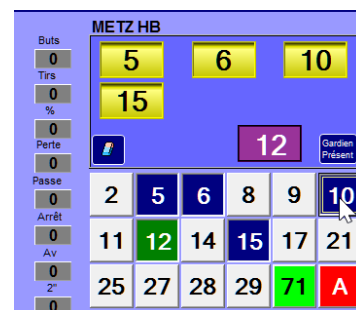 METZ HB
Buts
0
Tirs
0
%
0
Perte
0
Passe
0
Arrêt
0
Av
0
2"
0
5 6 10
15
12
Gardien
Présent
2 5 6 8 9 10
11 12 14 15 17 21
25 27 28 29 71 A